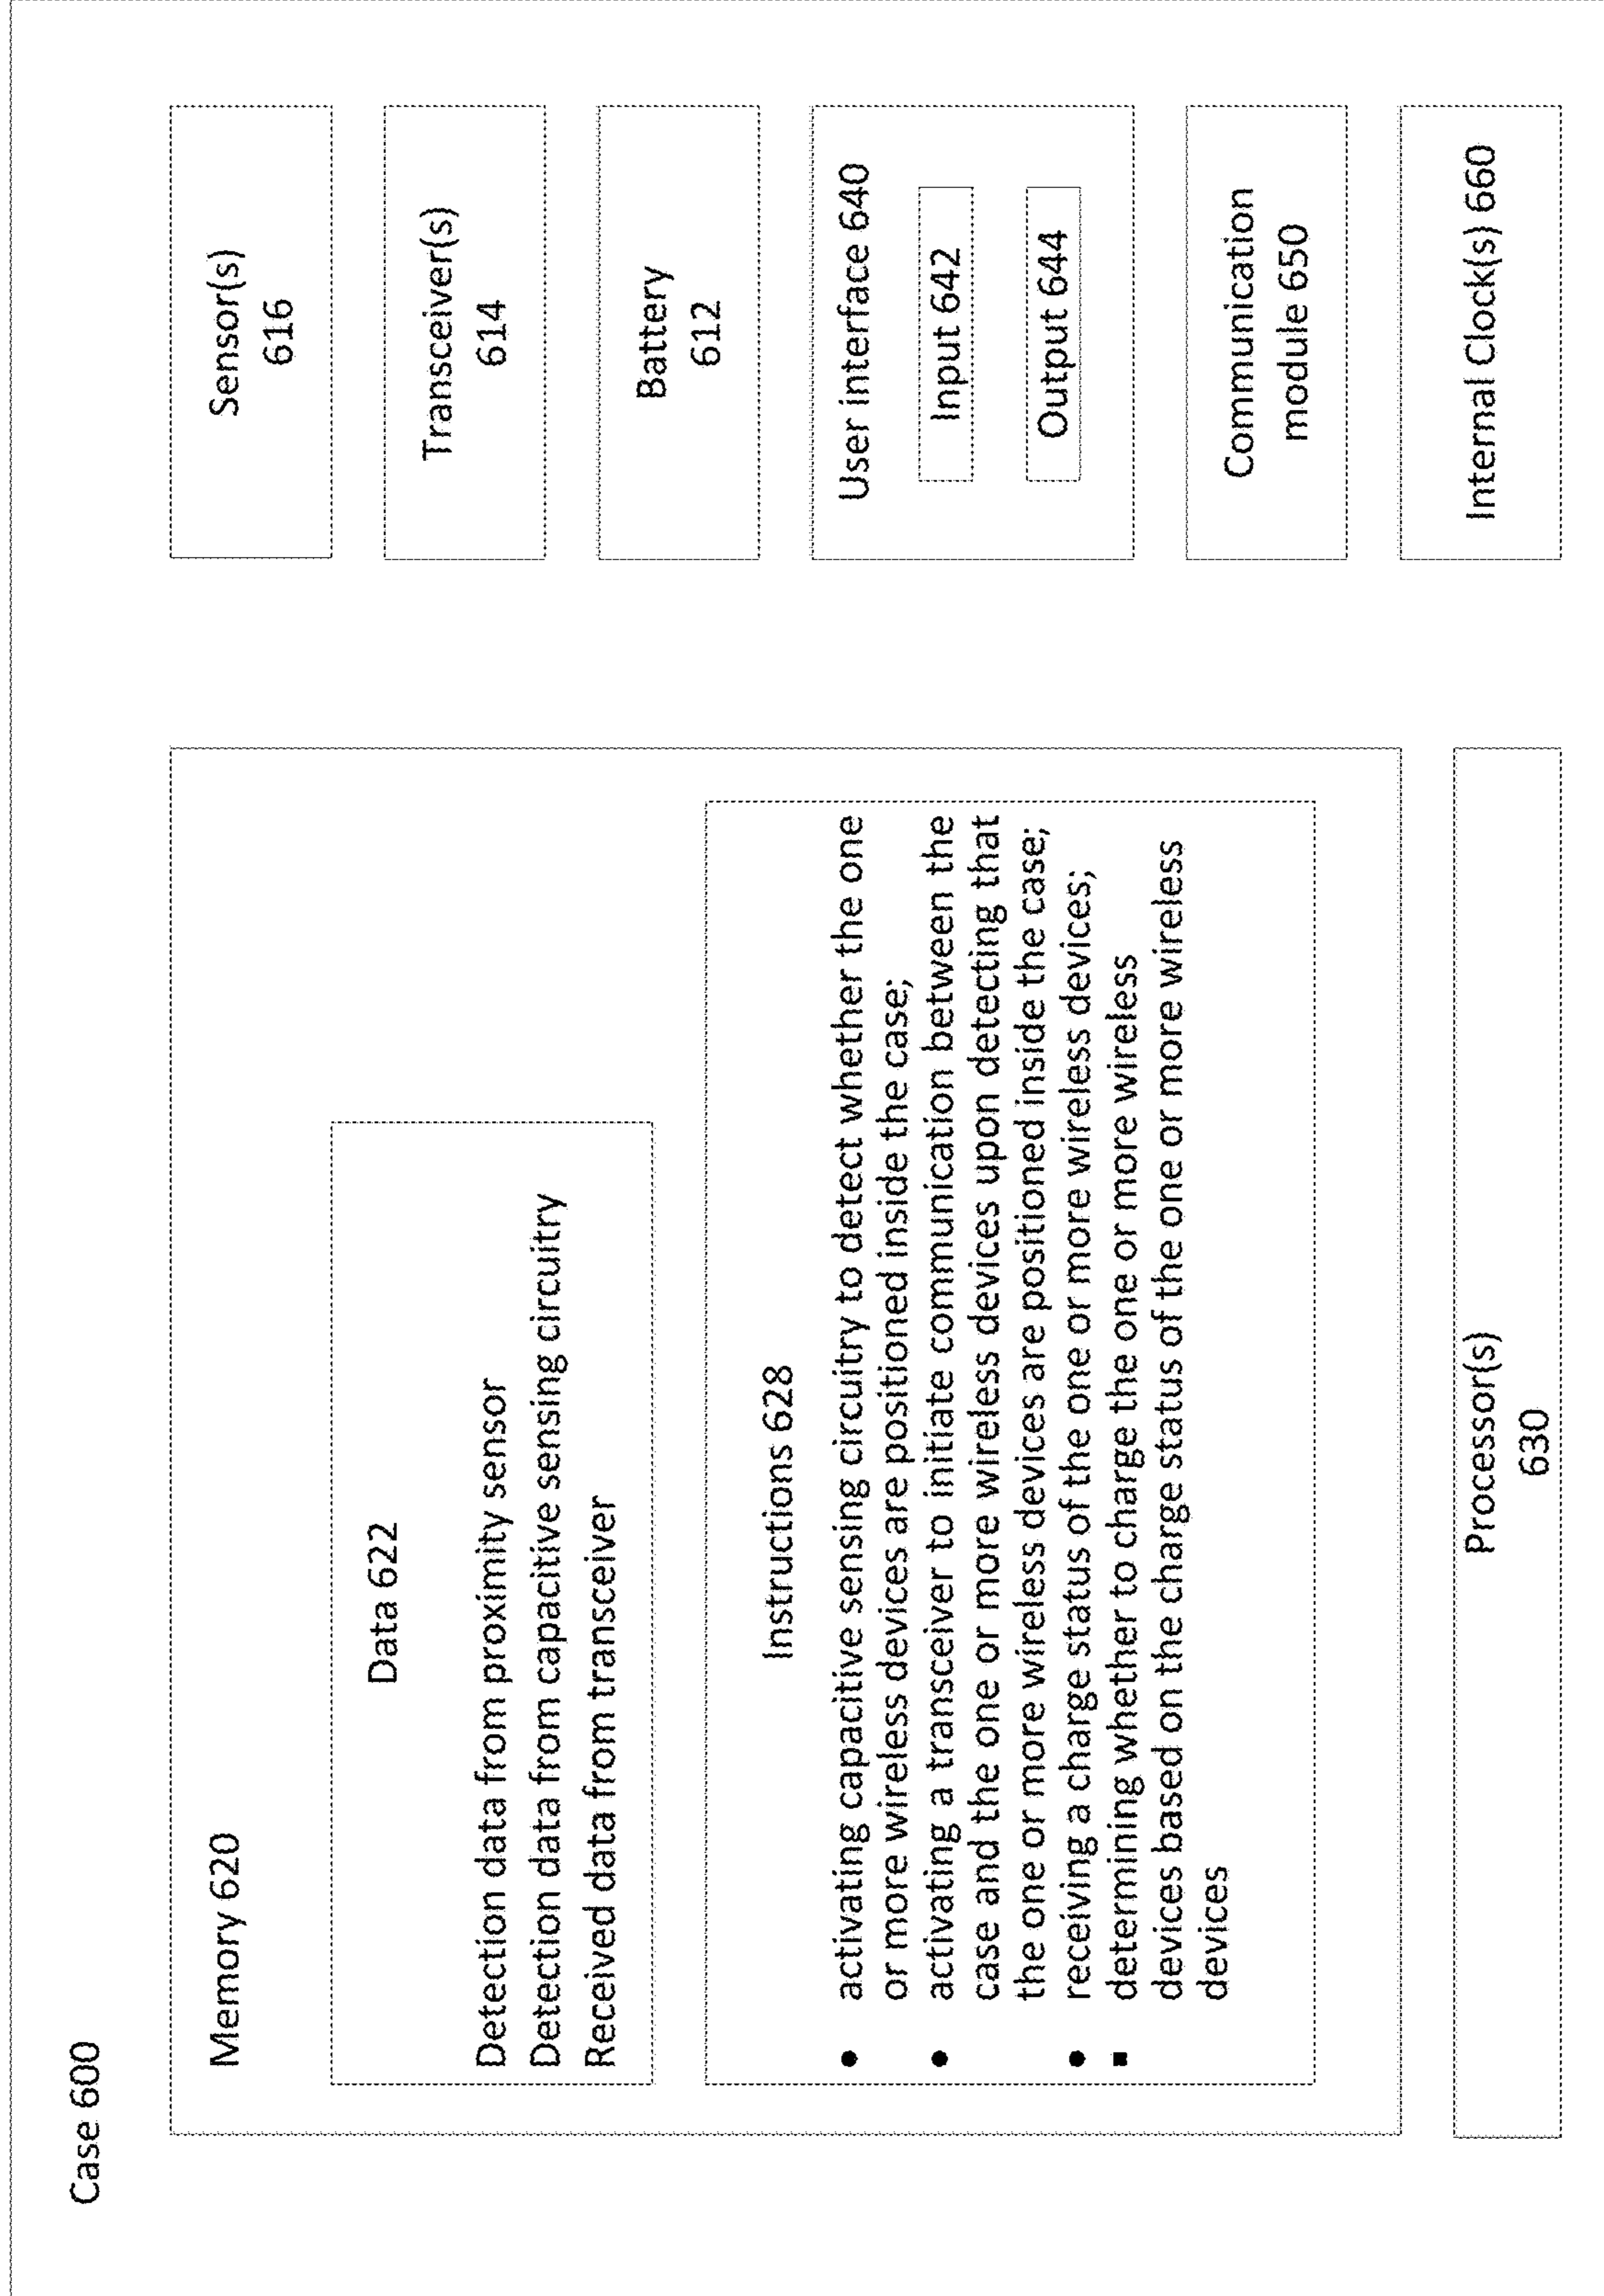 Case 600
Memory 620
Data 622
Detection data from proximity sensor
Detection data from capacitive sensing circuitry
Received data from transceiver
Instructions 628
● activating capacitive sensing circuitry to detect whether the one
or more wireless devices are positioned inside the case;
● activating a transceiver to initiate communication between the
case and the one or more wireless devices upon detecting that
the one or more wireless devices are positioned inside the case;
● receiving a charge status of the one or more wireless devices;
▪ determining whether to charge the one or more wireless
devices based on the charge status of the one or more wireless
devices
Processor(s)
630
Sensor(s)
616
Transceiver(s)
614
Battery
612
User interface 640
Input 642
Output 644
Communication
module 650
Internal Clock(s) 660